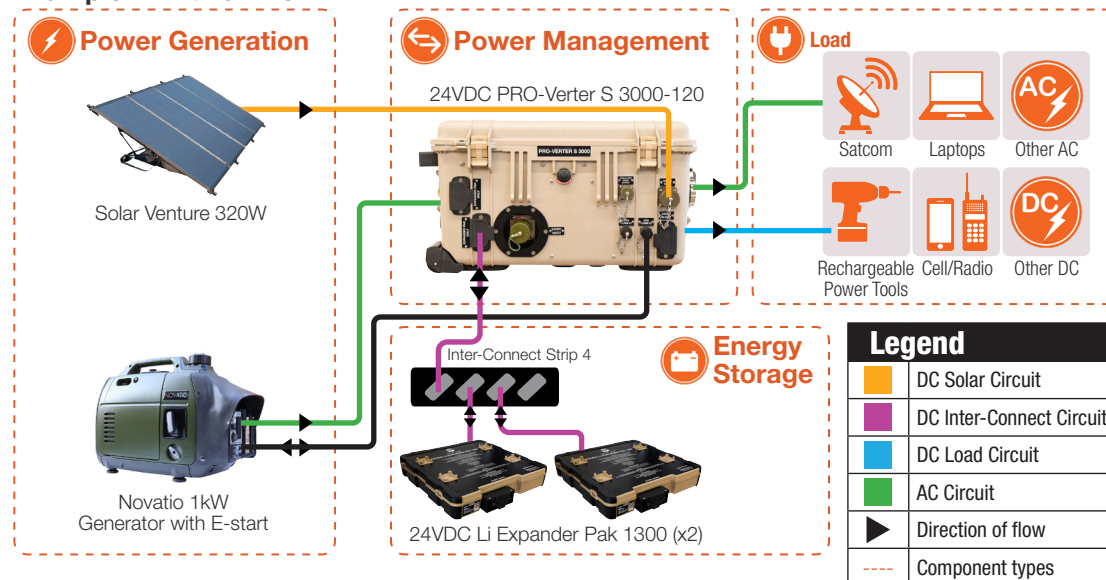 Power Generation
Solar Venture 320W
Novatio 1kW
Generator with E-start
Power Management
24VDC PRO-Verter S 3000-120
PRO-VERTER S 3000
Load
AC
Satcom
Laptops
Other AC
DC
Rechargeable
Power Tools
Cell/Radio
Other DC
Inter-Connect Strip 4
Energy
Storage
24VDC Li Expander Pak 1300 (x2)
Legend
DC Solar Circuit
DC Inter-Connect Circuit
DC Load Circuit
AC Circuit
Direction of flow
Component types